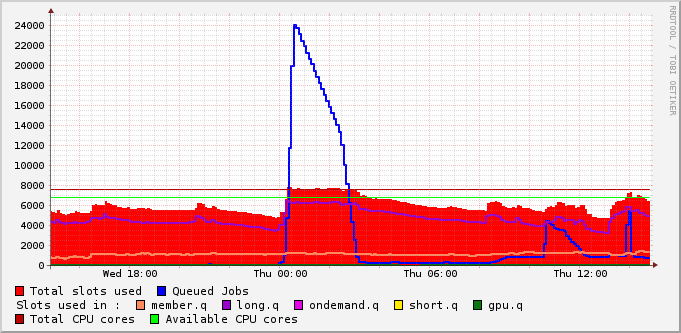 24000
22000
20000
18000
16000
14000
12000
10000
8000
6000
4000
2000
0
Wed 18:00 Thu 00:00 Thu 06:00 Thu 12:00
Total slots used Queued Jobs
Slots used in : member.q long.q ondemand.q short.q gpu.q
Total CPU cores Available CPU cores
RRDTOOL / TOBI OETIKER